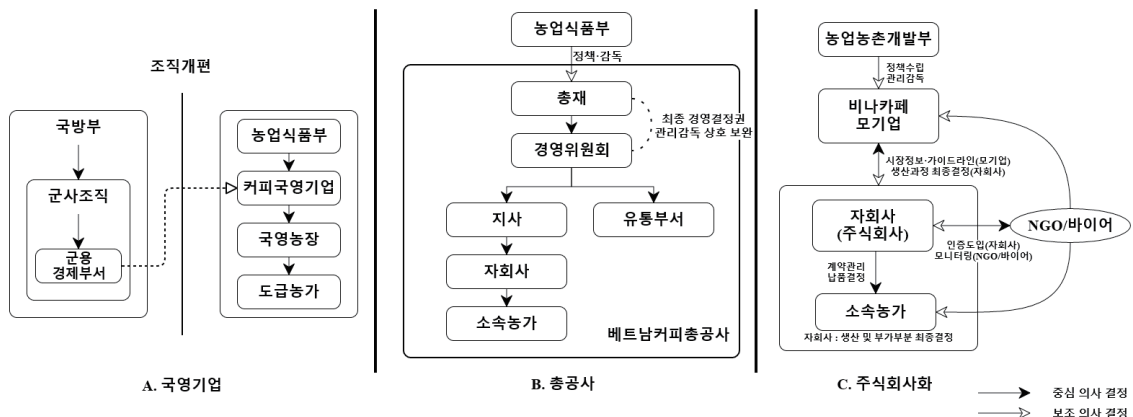 조직개편
국방부
군사조직
군용
경제부서
농업식품부
커피국영기업
국영농장
도급농가
A. 국영기업
농업식품부
정책·감독
총재
최종 경영결정권
관리감독 상호 보완
경영위원회
지사
유통부서
자회사
소속농가
베트남커피총공사
B. 총공사
농업농촌개발부
정책수립
관리감독
비나카페
모기업
시장정보·가이드라인(모기업)
생산과정 최종결정(자회사)
자회사
(주식회사)
NGO/바이어
인증도입(자회사)
모니터링(NGO/바이어)
계약관리
납품결정
소속농가
자회사 : 생산 및 부가부분 최종결정
C. 주식회사화
중심 의사 결정
보조 의사 결정